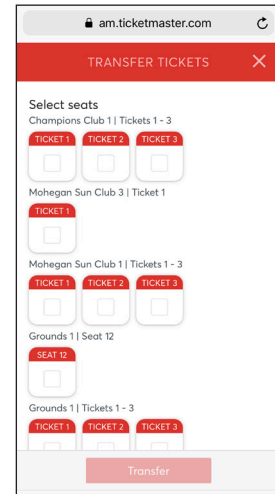 am.ticketmaster.com
TRANSFER TICKETS
Select seats
Champions Club 1 | Tickets 1 - 3
TICKET 1 TICKET 2 TICKET 3
Mohegan Sun Club 3 | Ticket 1
TICKET 1
Mohegan Sun Club 1 | Tickets 1 - 3
TICKET 1 TICKET 2 TICKET 3
Grounds 1 | Seat 12
SEAT 12
Grounds 1 | Tickets 1 - 3
TICKET 1 TICKET 2 TICKET 3
Transfer